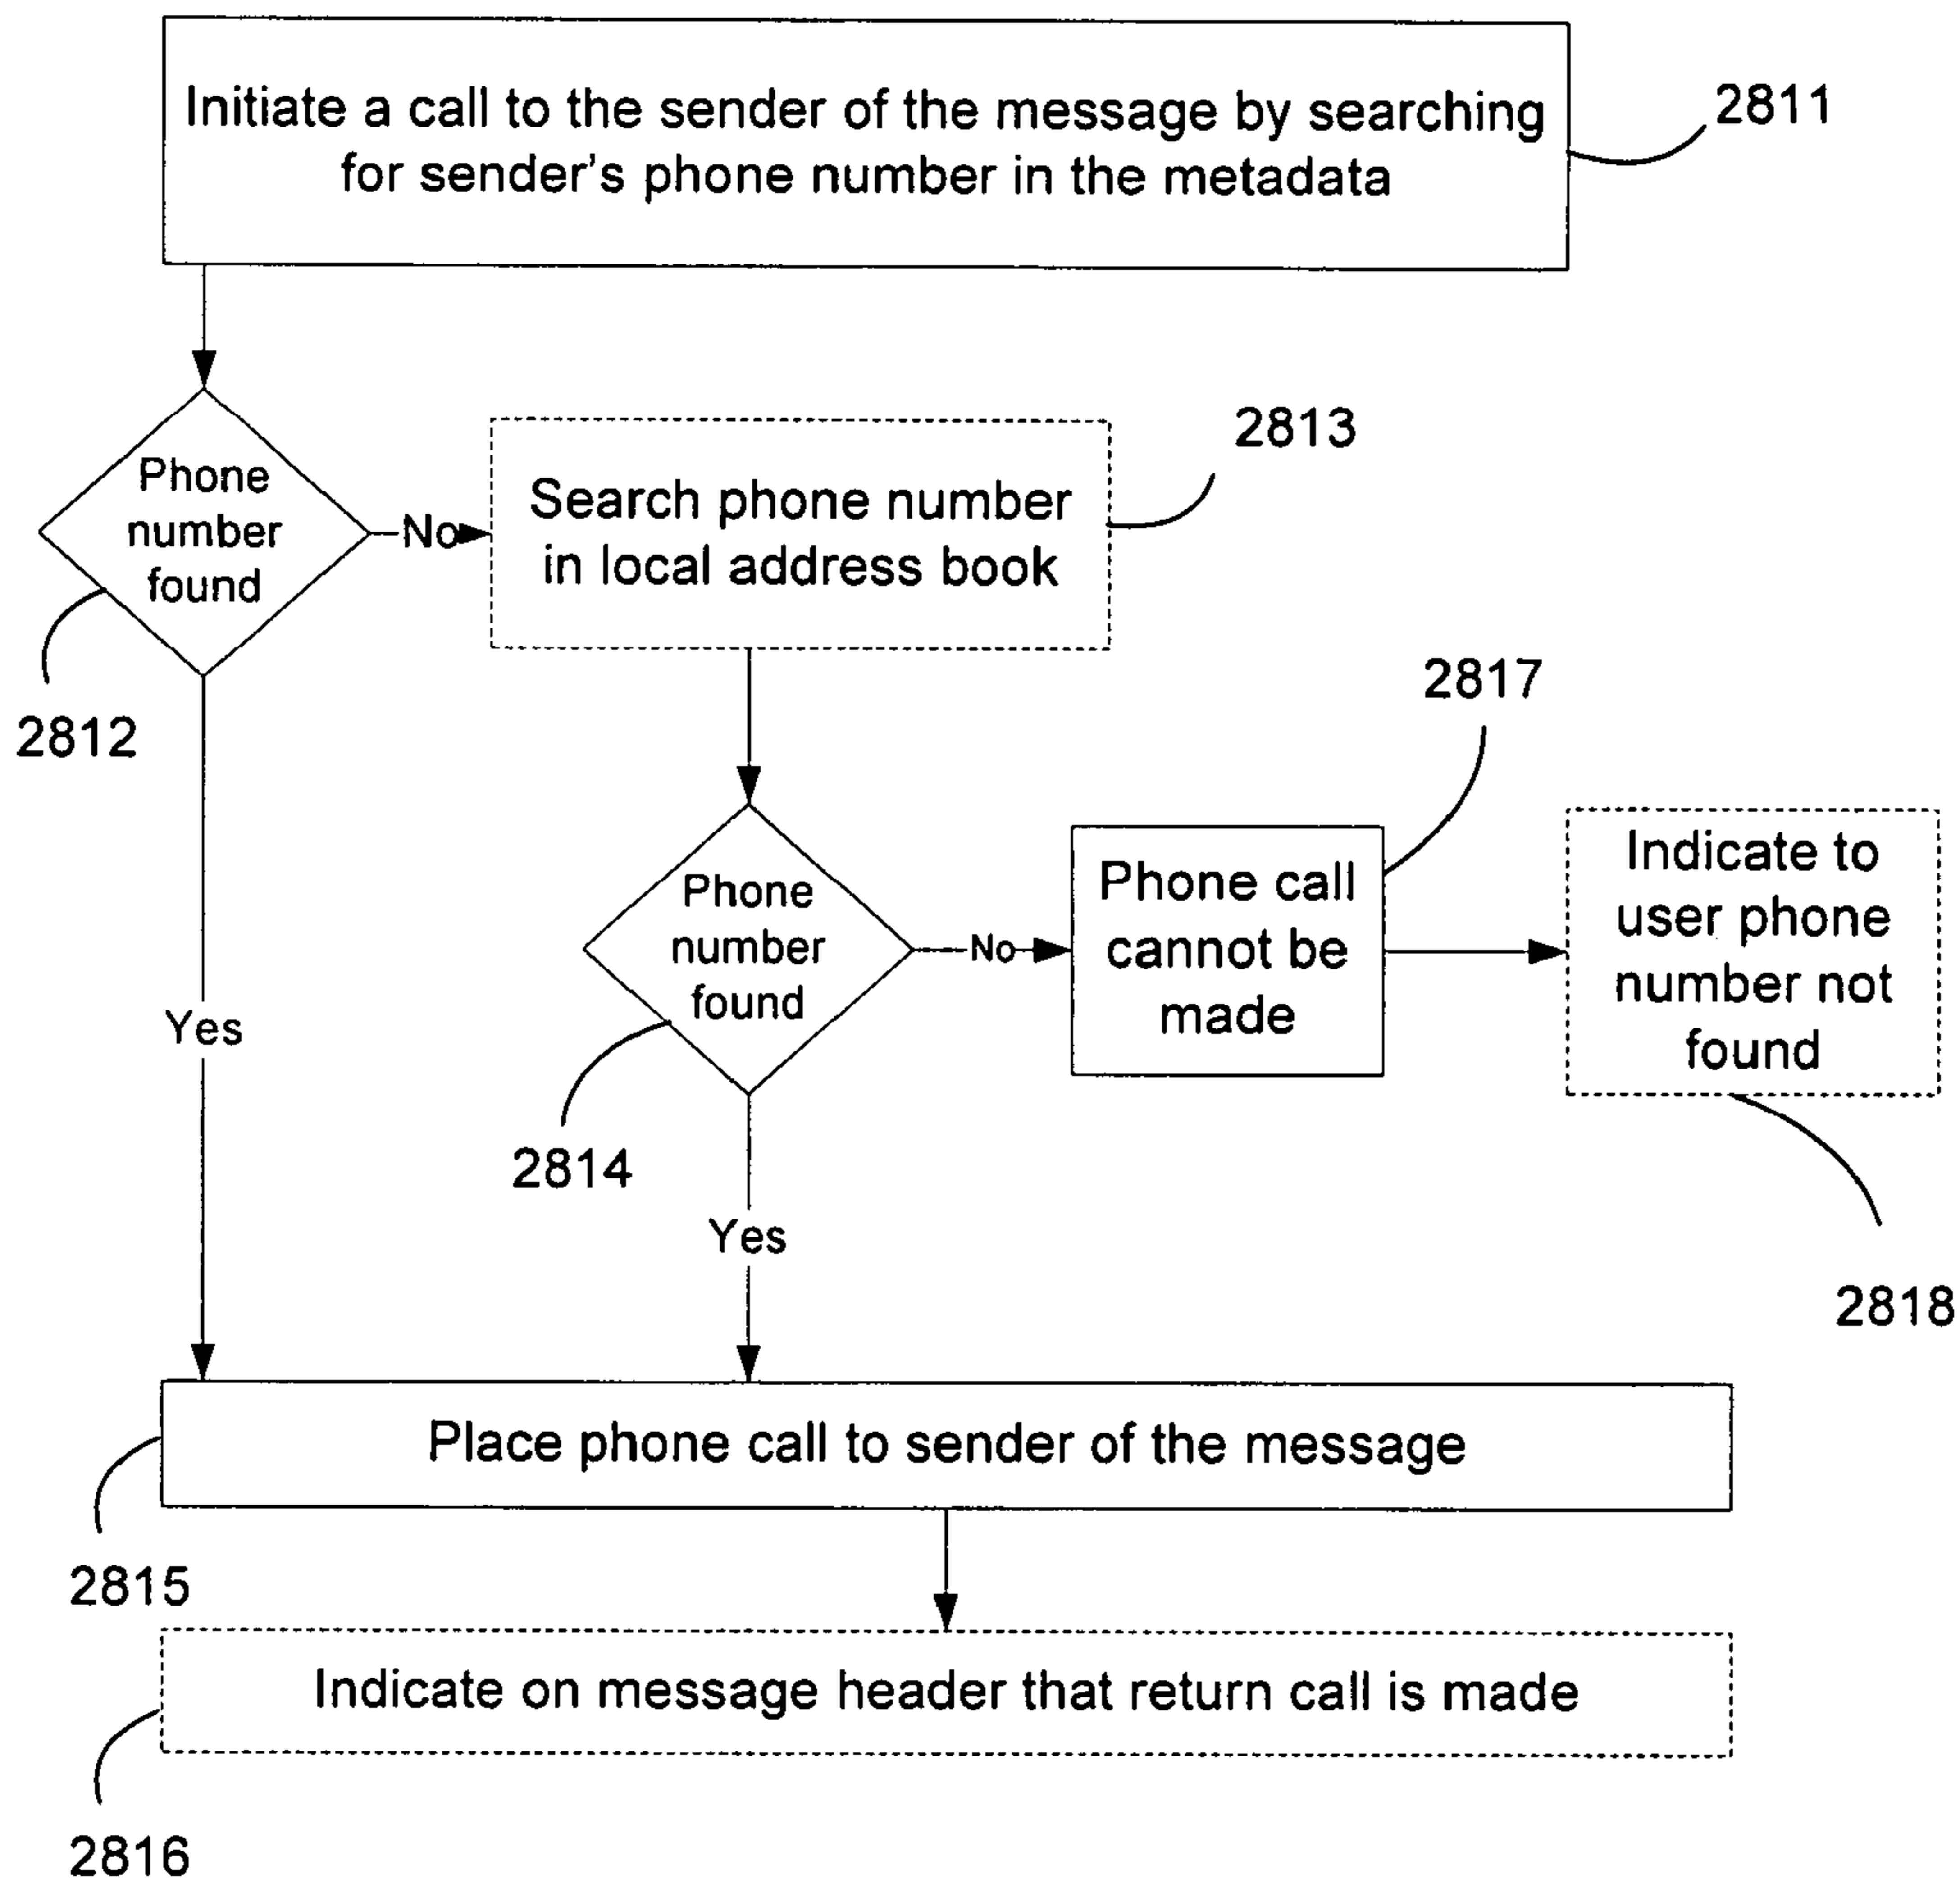 Initiate a call to the sender of the message by searching
for sender's phone number in the metadata
2811
Phone
number
found
2812
No
Search phone number
in local address book
2813
Phone
number
found
2814
No
Phone call
cannot be
made
2817
Indicate to
user phone
number not
found
2818
Yes
Yes
Place phone call to sender of the message
2815
Indicate on message header that return call is made
2816